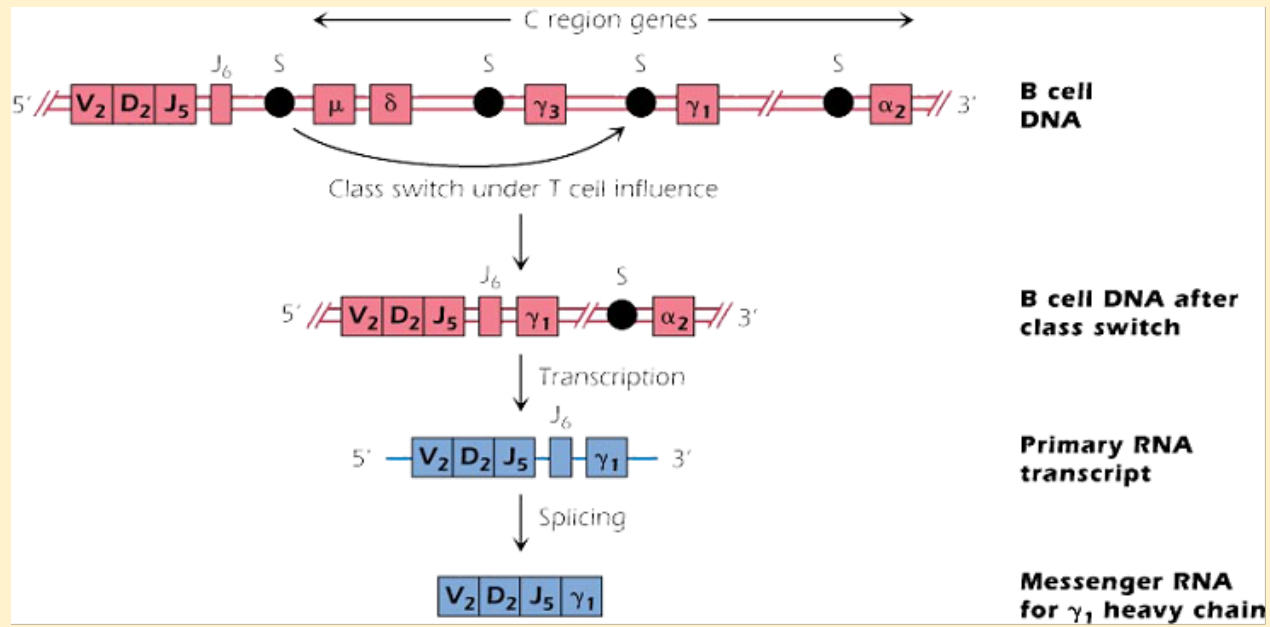 C region genes
J₆ S S S S
5′ V₂ D₂ J₅ μ δ γ₃ γ₁ α₂ 3′
B cell
DNA
Class switch under T cell influence
J₆ S
5′ V₂ D₂ J₅ γ₁ α₂ 3′
B cell DNA after
class switch
Transcription
J₆
5′ V₂ D₂ J₅ γ₁ 3′
Primary RNA
transcript
Splicing
V₂ D₂ J₅ γ₁
Messenger RNA
for γ₁ heavy chain